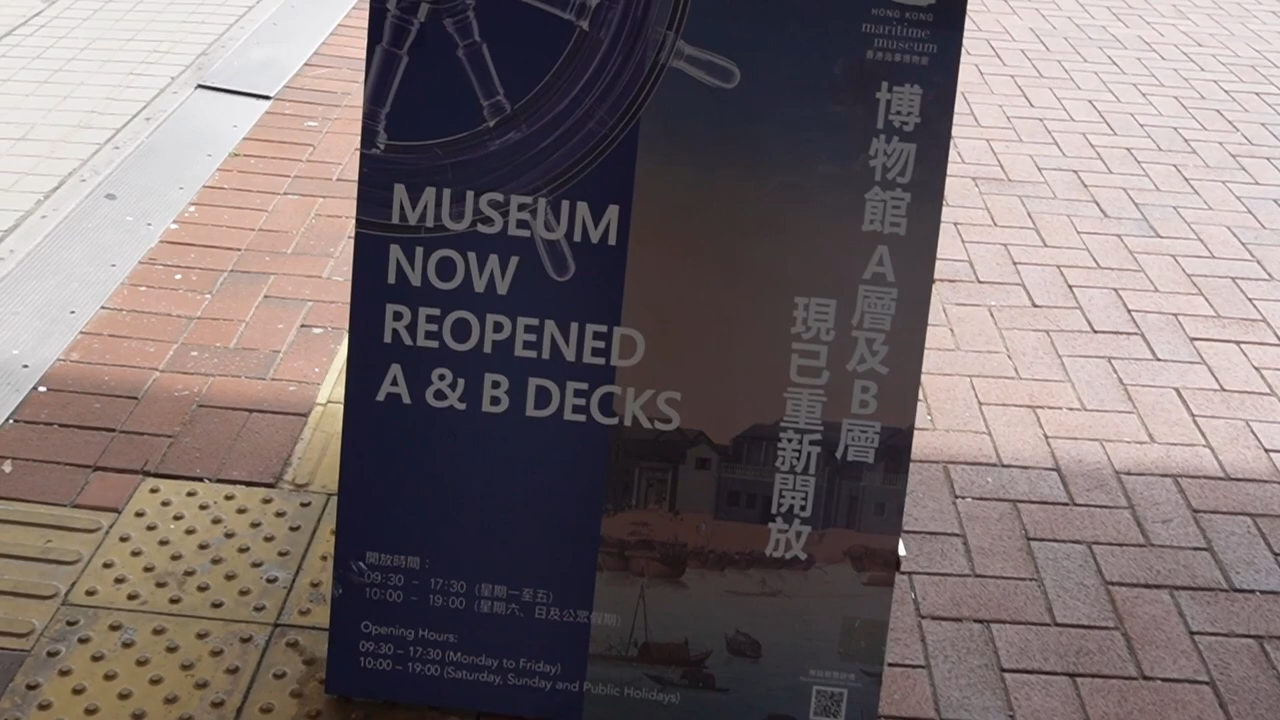 HONG KONG
maritime
museum
香港海事博物館
博物館A層及B層
現已重新開放
MUSEUM
NOW
REOPENED
A & B DECKS
開放時間：
09:30 - 17:30 (星期一至五)
10:00 - 19:00 (星期六、日及公眾假期)
Opening Hours:
09:30 – 17:30 (Monday to Friday)
10:00 – 19:00 (Saturday, Sunday and Public Holidays)